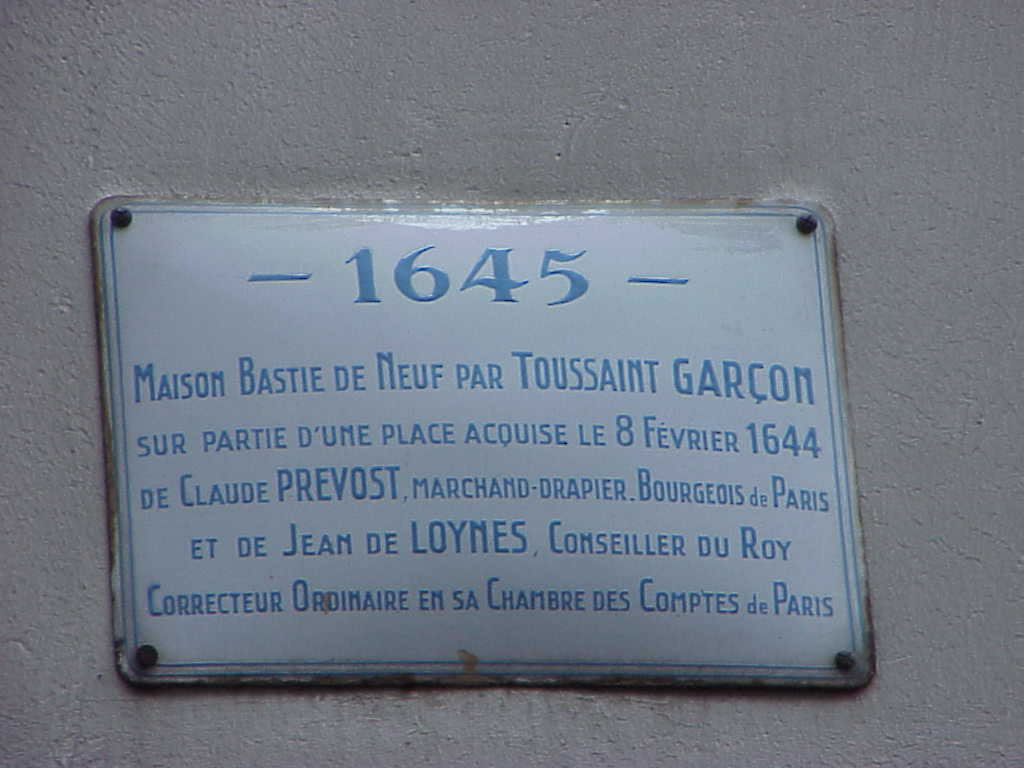 – 1645 –
MAISON BASTIE DE NEUF PAR TOUSSAINT GARÇON
SUR PARTIE D'UNE PLACE ACQUISE LE 8 FÉVRIER 1644
DE CLAUDE PREVOST, MARCHAND-DRAPIER. BOURGEOIS de PARIS
ET DE JEAN DE LOYNES, CONSEILLER DU ROY
CORRECTEUR ORDINAIRE EN SA CHAMBRE DES COMPTES de PARIS